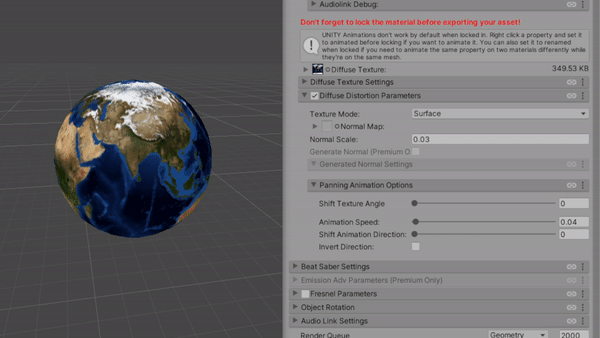 Audiolink Debug:
Don't forget to lock the material before exporting your asset!
UNITY Animations don't work by default when locked in. Right click a property and set it
to animated before locking if you want to animate it. You can also set it to renamed
when locked if you need to animate the same property on two materials differently while
they're on the same mesh.
Diffuse Texture: 349.53 KB
Diffuse Texture Settings
Diffuse Distortion Parameters
Texture Mode: Surface
Normal Map:
Normal Scale: 0.03
Generate Normal (Premium O
Generated Normal Settings
Panning Animation Options
Shift Texture Angle 0
Animation Speed: 0.04
Shift Animation Direction: 0
Invert Direction:
Beat Saber Settings
Emission Adv Parameters (Premium Only)
Fresnel Parameters
Object Rotation
Audio Link Settings
Render Queue Geometry 2000